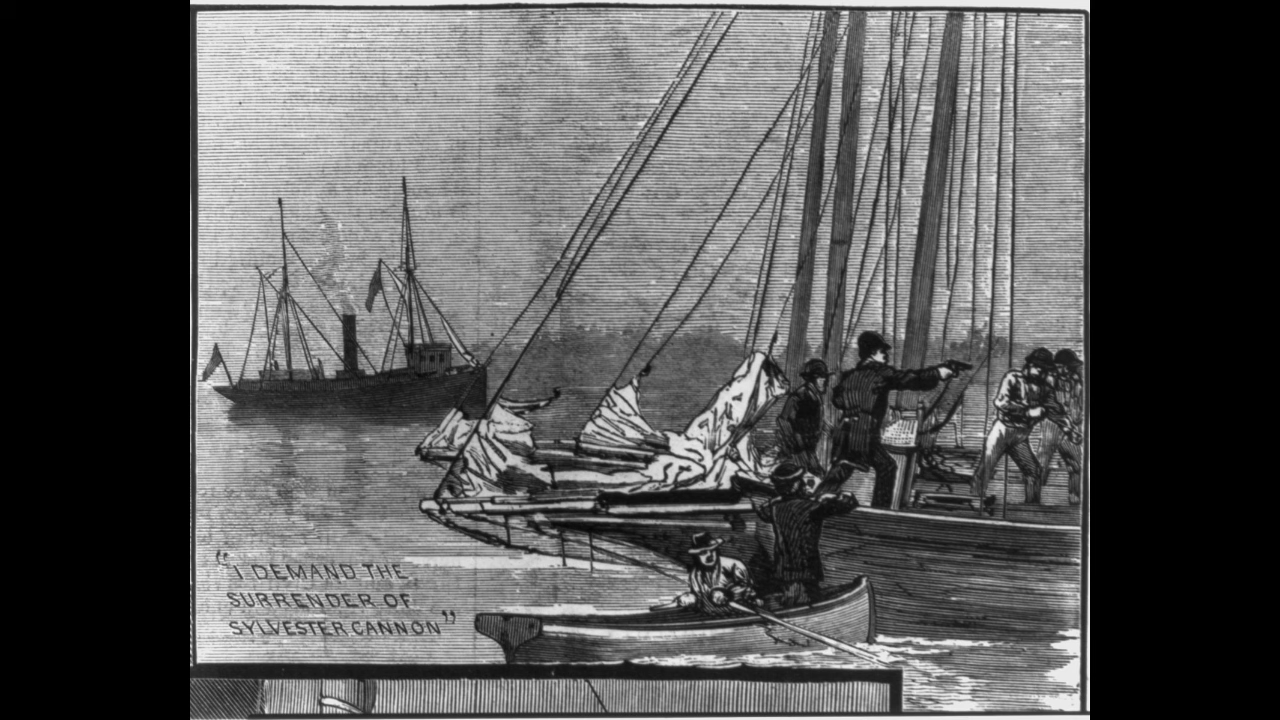 "I DEMAND THE
SURRENDER OF
SYLVESTER CANNON"